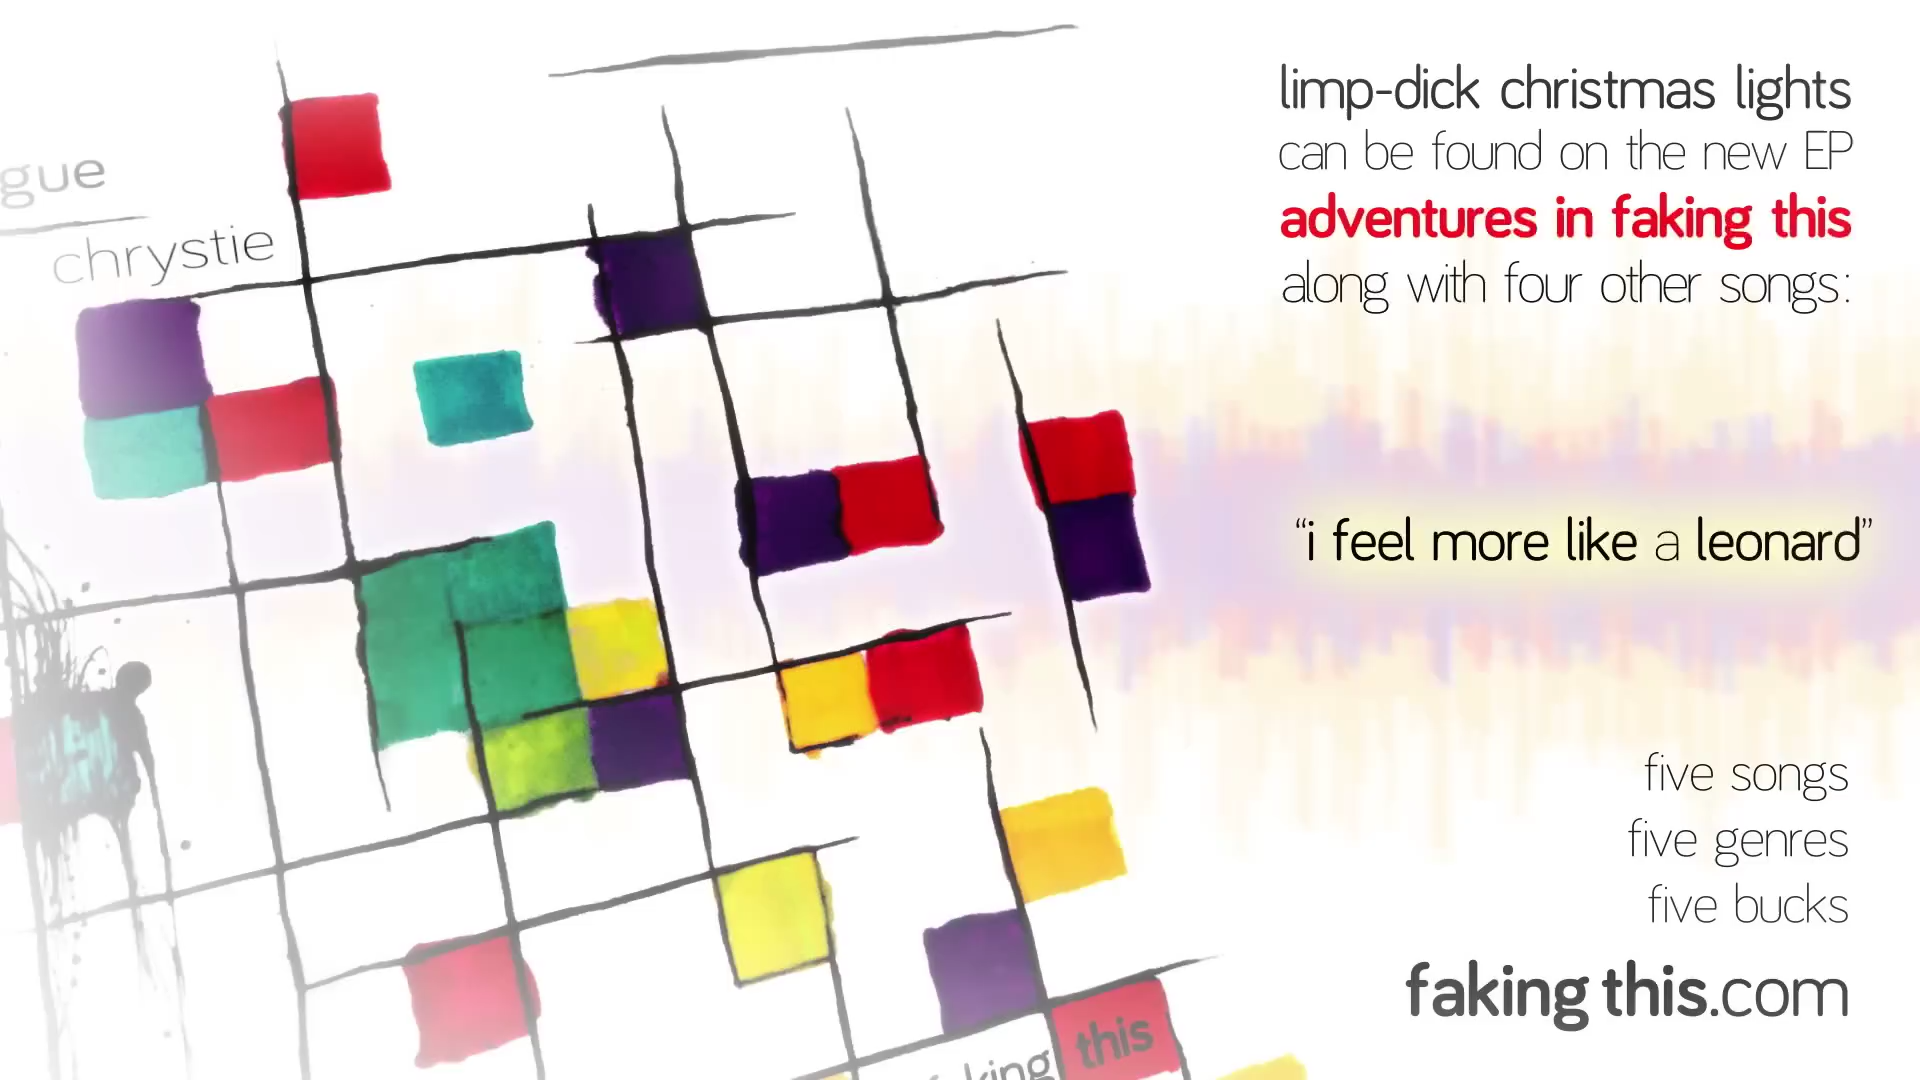 gue
chrystie
limp-dick christmas lights
can be found on the new EP
adventures in faking this
along with four other songs:
"i feel more like a leonard"
five songs
five genres
five bucks
faking this.com
this